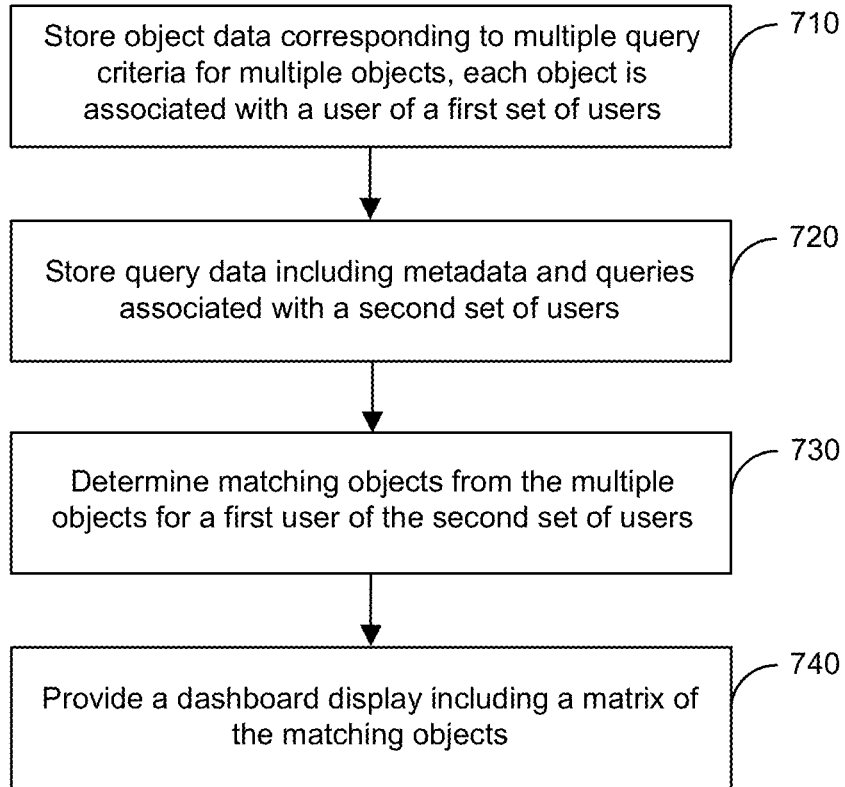 Store object data corresponding to multiple query
710
criteria for multiple objects, each object is
associated with a user of a first set of users
720
Store query data including metadata and queries
associated with a second set of users
730
Determine matching objects from the multiple
objects for a first user of the second set of users
740
Provide a dashboard display including a matrix of
the matching objects